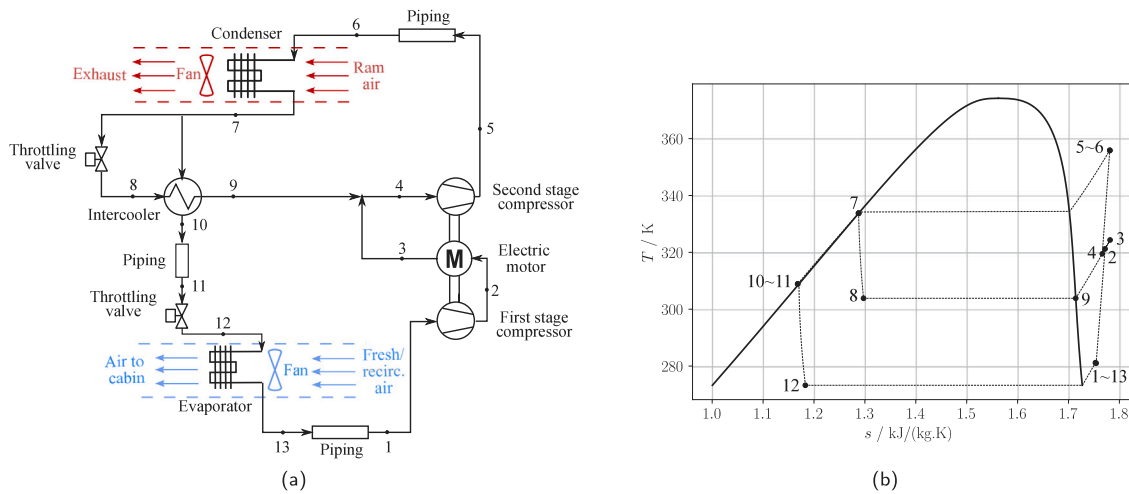 6
Piping
Condenser
Exhaust
Fan
Ram
air
7
5
Throttling
valve
8
9
4
Second stage
compressor
Intercooler
10
3
Electric
motor
M
Piping
11
2
Throttling
valve
12
First stage
compressor
Air to
cabin
Fan
Fresh/
recirc.
air
Evaporator
13
Piping
1
(a)
360
340
320
300
280
T / K
5~6
7
3
4
2
10~11
8
9
1~13
12
1.0
1.1
1.2
1.3
1.4
1.5
1.6
1.7
1.8
s / kJ/(kg.K)
(b)